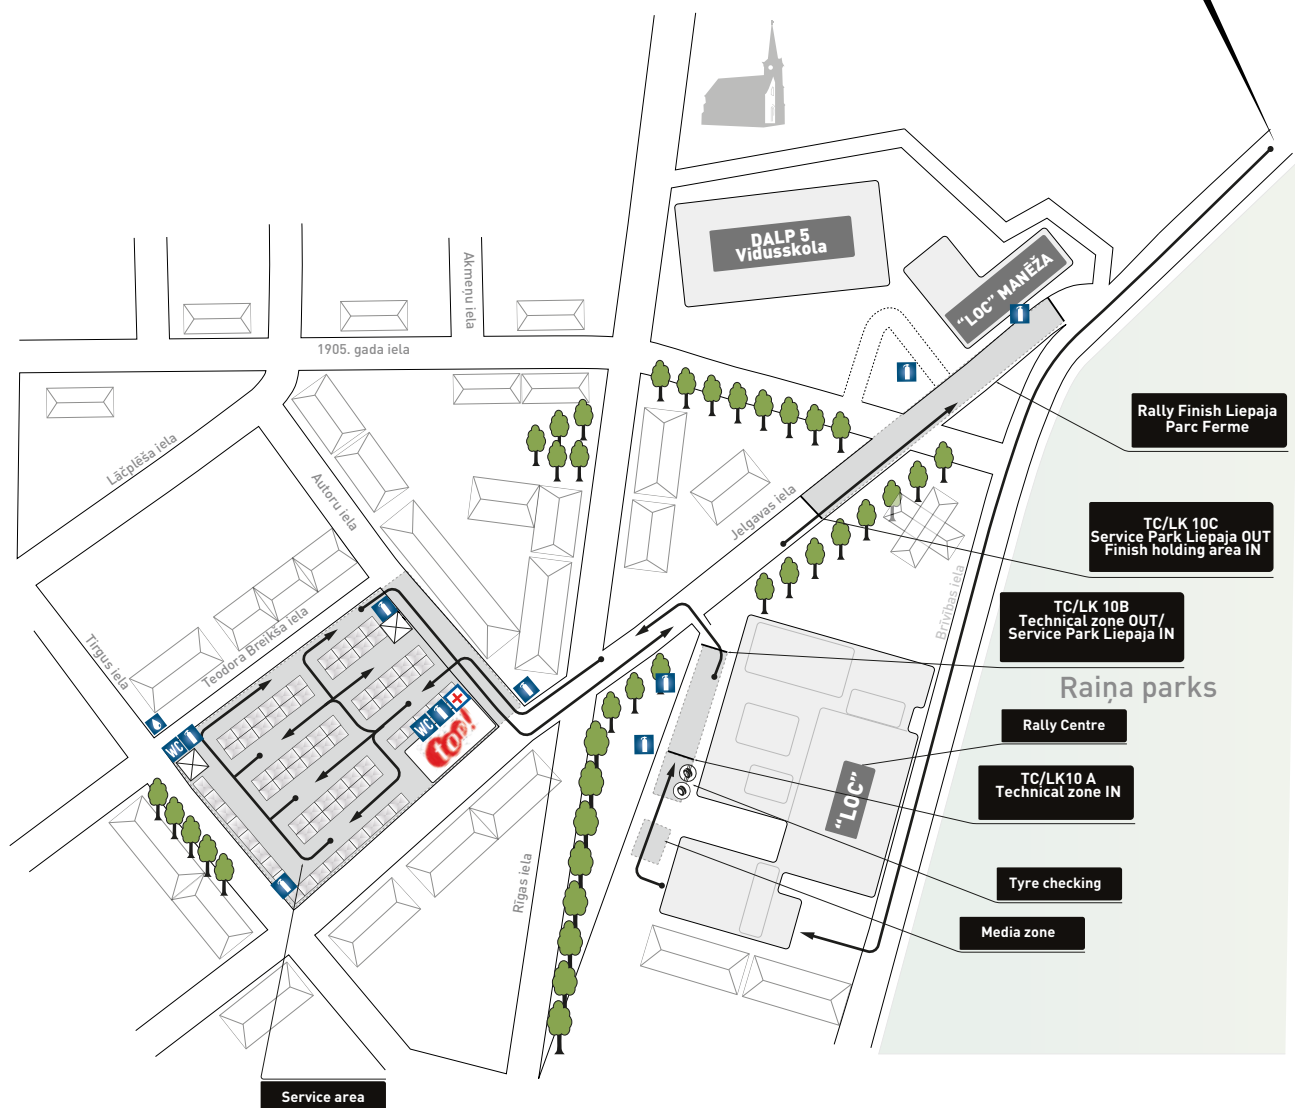 DALP 5
Vidusskola
"LOC" MANĒŽA
Akmeņu iela
1905. gada iela
Rally Finish Liepaja
Parc Ferme
Lāčplēša iela
Autoru iela
Jelgavas iela
TC/LK 10C
Service Park Liepaja OUT
Finish holding area IN
Brīvības iela
TC/LK 10B
Technical zone OUT/
Service Park Liepaja IN
Tirgus iela
Teodora Breikša iela
Raiņa parks
WC
WC
top!
Rally Centre
"LOC"
TC/LK10 A
Technical zone IN
Rīgas iela
Tyre checking
Media zone
Service area